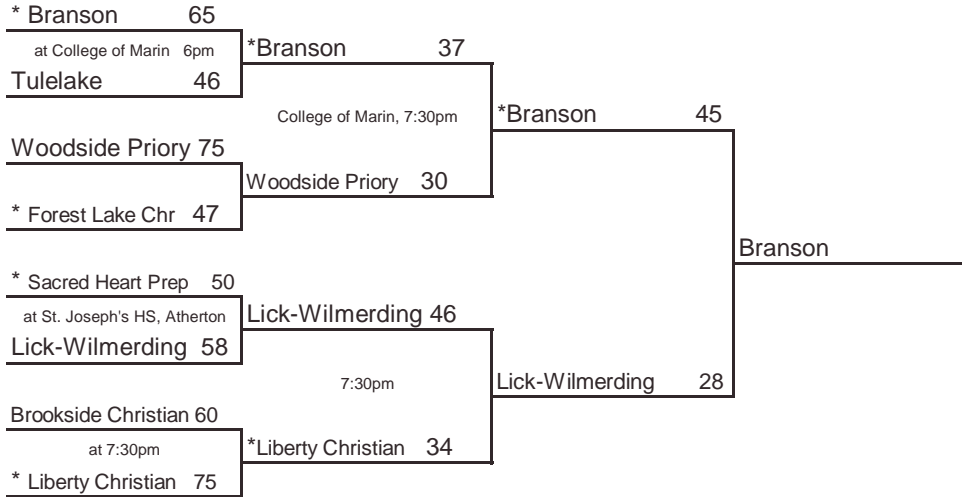 * Branson 65
at College of Marin 6pm
Tulelake 46
*Branson 37
College of Marin, 7:30pm
Woodside Priory 75
* Forest Lake Chr 47
Woodside Priory 30
*Branson 45
* Sacred Heart Prep 50
at St. Joseph's HS, Atherton
Lick-Wilmerding 58
Lick-Wilmerding 46
7:30pm
Brookside Christian 60
at 7:30pm
* Liberty Christian 75
*Liberty Christian 34
Lick-Wilmerding 28
Branson